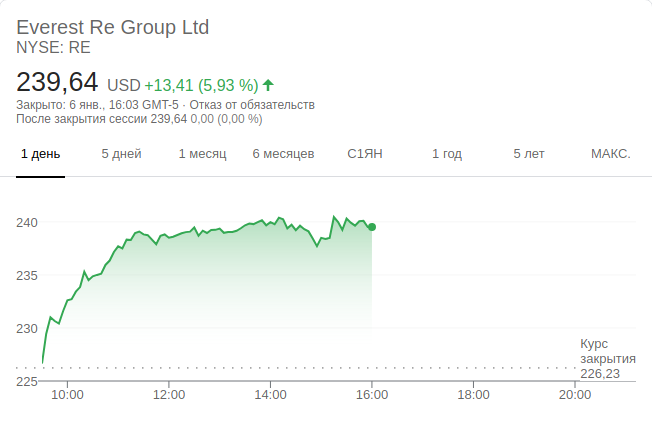 Everest Re Group Ltd
NYSE: RE
239,64 USD +13,41 (5,93 %)
Закрыто: 6 янв., 16:03 GMT-5 · Отказ от обязательств
После закрытия сессии 239,64 0,00 (0,00 %)
1 день 5 дней 1 месяц 6 месяцев С1ЯН 1 год 5 лет МАКС.
240
235
230
Курс
закрытия
226,23
225
10:00 12:00 14:00 16:00 18:00 20:00